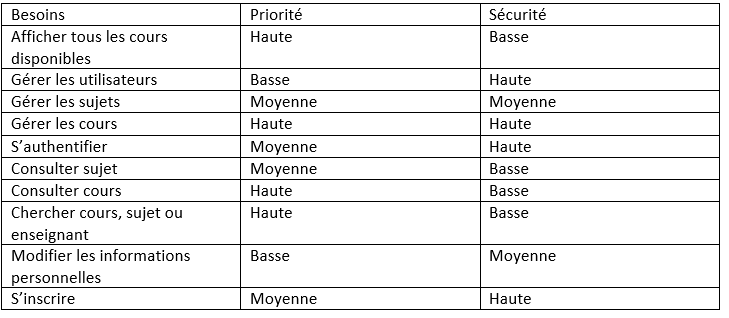 Besoins Priorité Sécurité
Afficher tous les cours Haute Basse
disponibles
Gérer les utilisateurs Basse Haute
Gérer les sujets Moyenne Moyenne
Gérer les cours Haute Haute
S’authentifier Moyenne Haute
Consulter sujet Moyenne Basse
Consulter cours Haute Basse
Chercher cours, sujet ou Haute Basse
enseignant
Modifier les informations Basse Moyenne
personnelles
S’inscrire Moyenne Haute